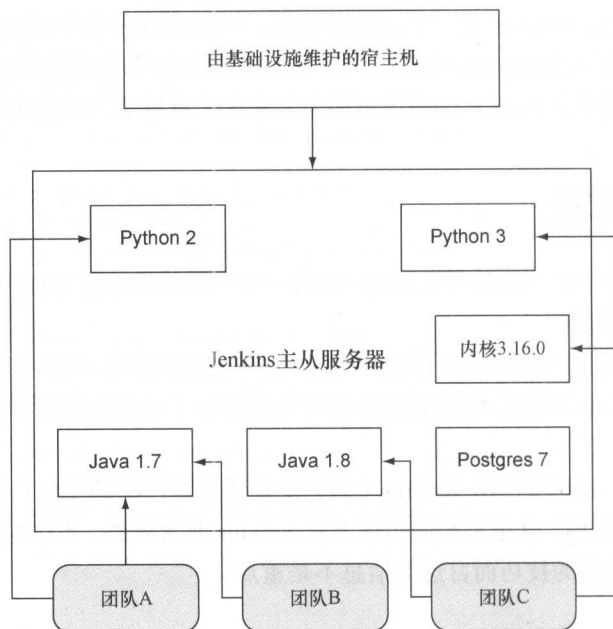 由基础设施维护的宿主机
Python 2
Python 3
内核3.16.0
Jenkins主从服务器
Java 1.7
Java 1.8
Postgres 7
团队A
团队B
团队C